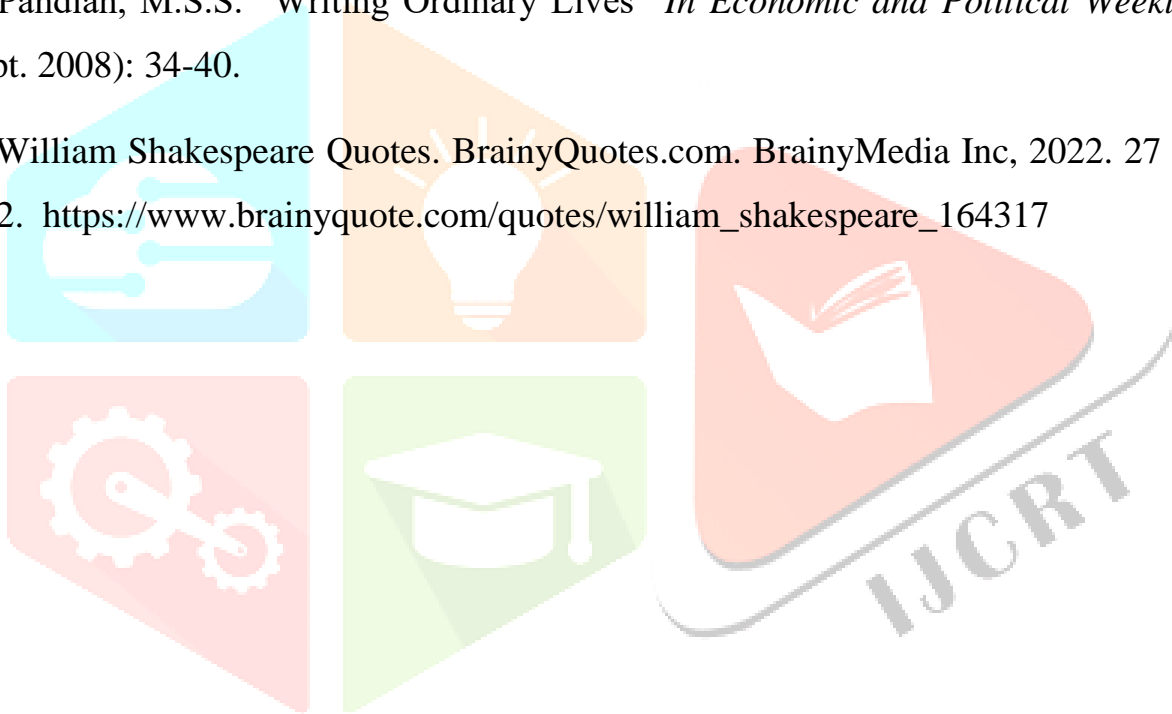 Pandian, M.S.S. "Writing Ordinary Lives" In Economic and Political Weekl
pt. 2008): 34-40.
William Shakespeare Quotes. BrainyQuotes.com. BrainyMedia Inc, 2022. 27
2. https://www.brainyquote.com/quotes/william_shakespeare_164317
IJCRT